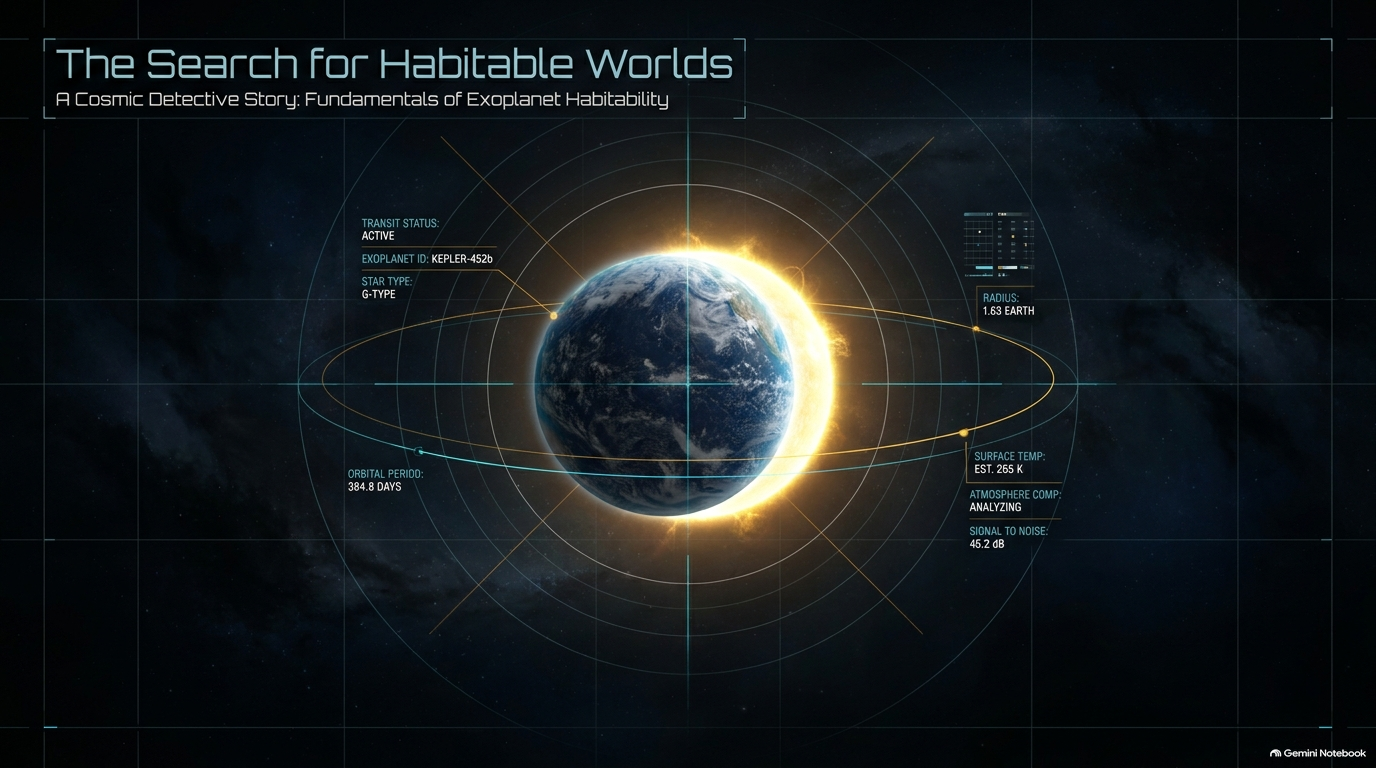 The Search for Habitable Worlds
A Cosmic Detective Story: Fundamentals of Exoplanet Habitability
TRANSIT STATUS:
ACTIVE
EXOPLANET ID: KEPLER-452b
STAR TYPE:
G-TYPE
RADIUS:
1.63 EARTH
ORBITAL PERIOD:
384.8 DAYS
SURFACE TEMP:
EST. 265 K
ATMOSPHERE COMP:
ANALYZING
SIGNAL TO NOISE:
45.2 dB
Gemini Notebook